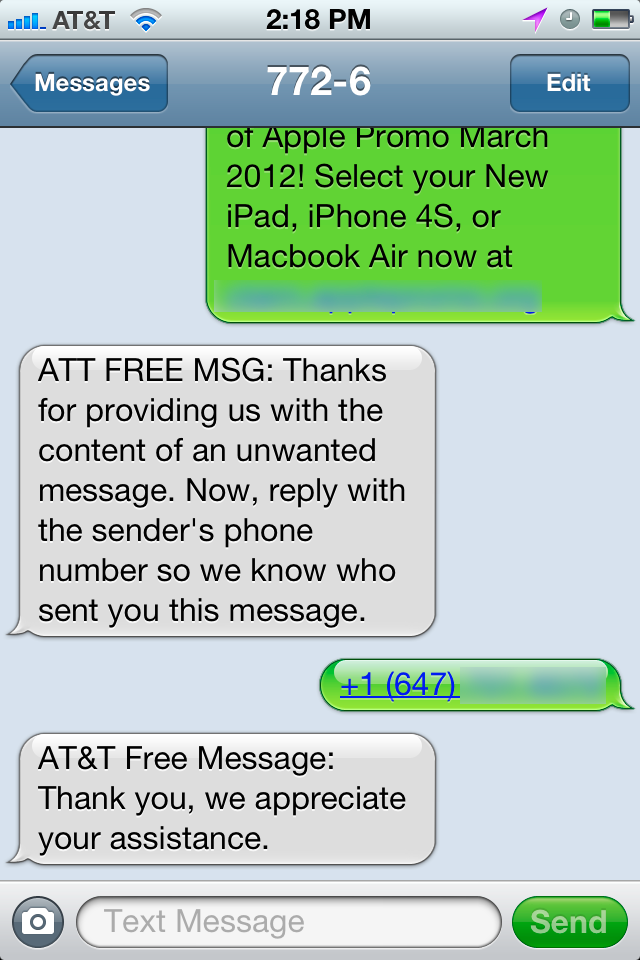 AT&T 2:18 PM
Messages 772-6 Edit
of Apple Promo March
2012! Select your New
iPad, iPhone 4S, or
Macbook Air now at
ATT FREE MSG: Thanks
for providing us with the
content of an unwanted
message. Now, reply with
the sender's phone
number so we know who
sent you this message.
+1 (647)
AT&T Free Message:
Thank you, we appreciate
your assistance.
Text Message Send